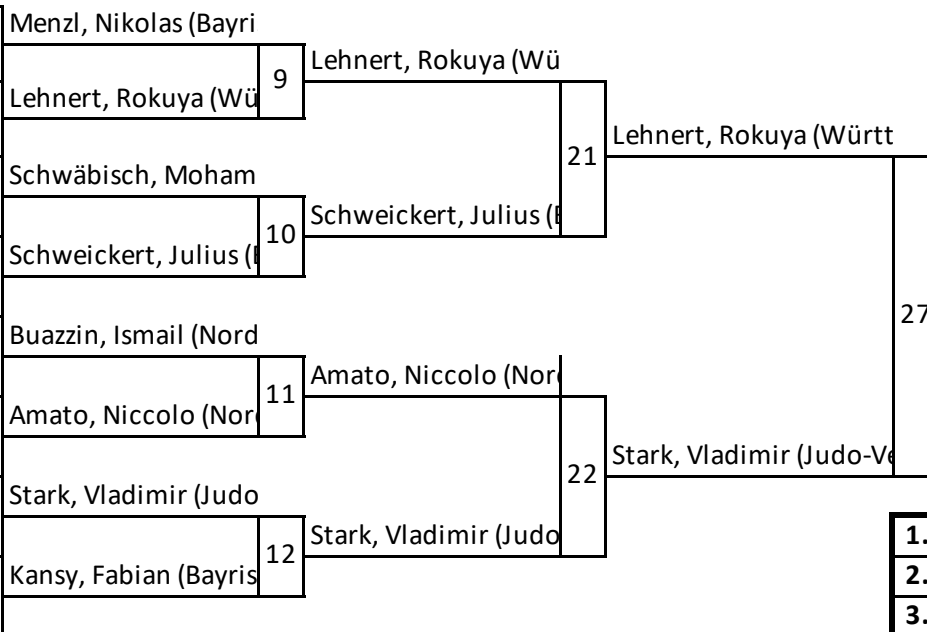 Menzl, Nikolas (Bayri
9
Lehnert, Rokuya (Wü
Lehnert, Rokuya (Wü
21
Lehnert, Rokuya (Württ
Schwäbisch, Moham
10
Schweickert, Julius (
Schweickert, Julius (
27
Buazzin, Ismail (Nord
11
Amato, Niccolo (Nor
Amato, Niccolo (Nor
22
Stark, Vladimir (Judo-Ve
Stark, Vladimir (Judo
12
Stark, Vladimir (Judo
Kansy, Fabian (Bayris
1.
2.
3.